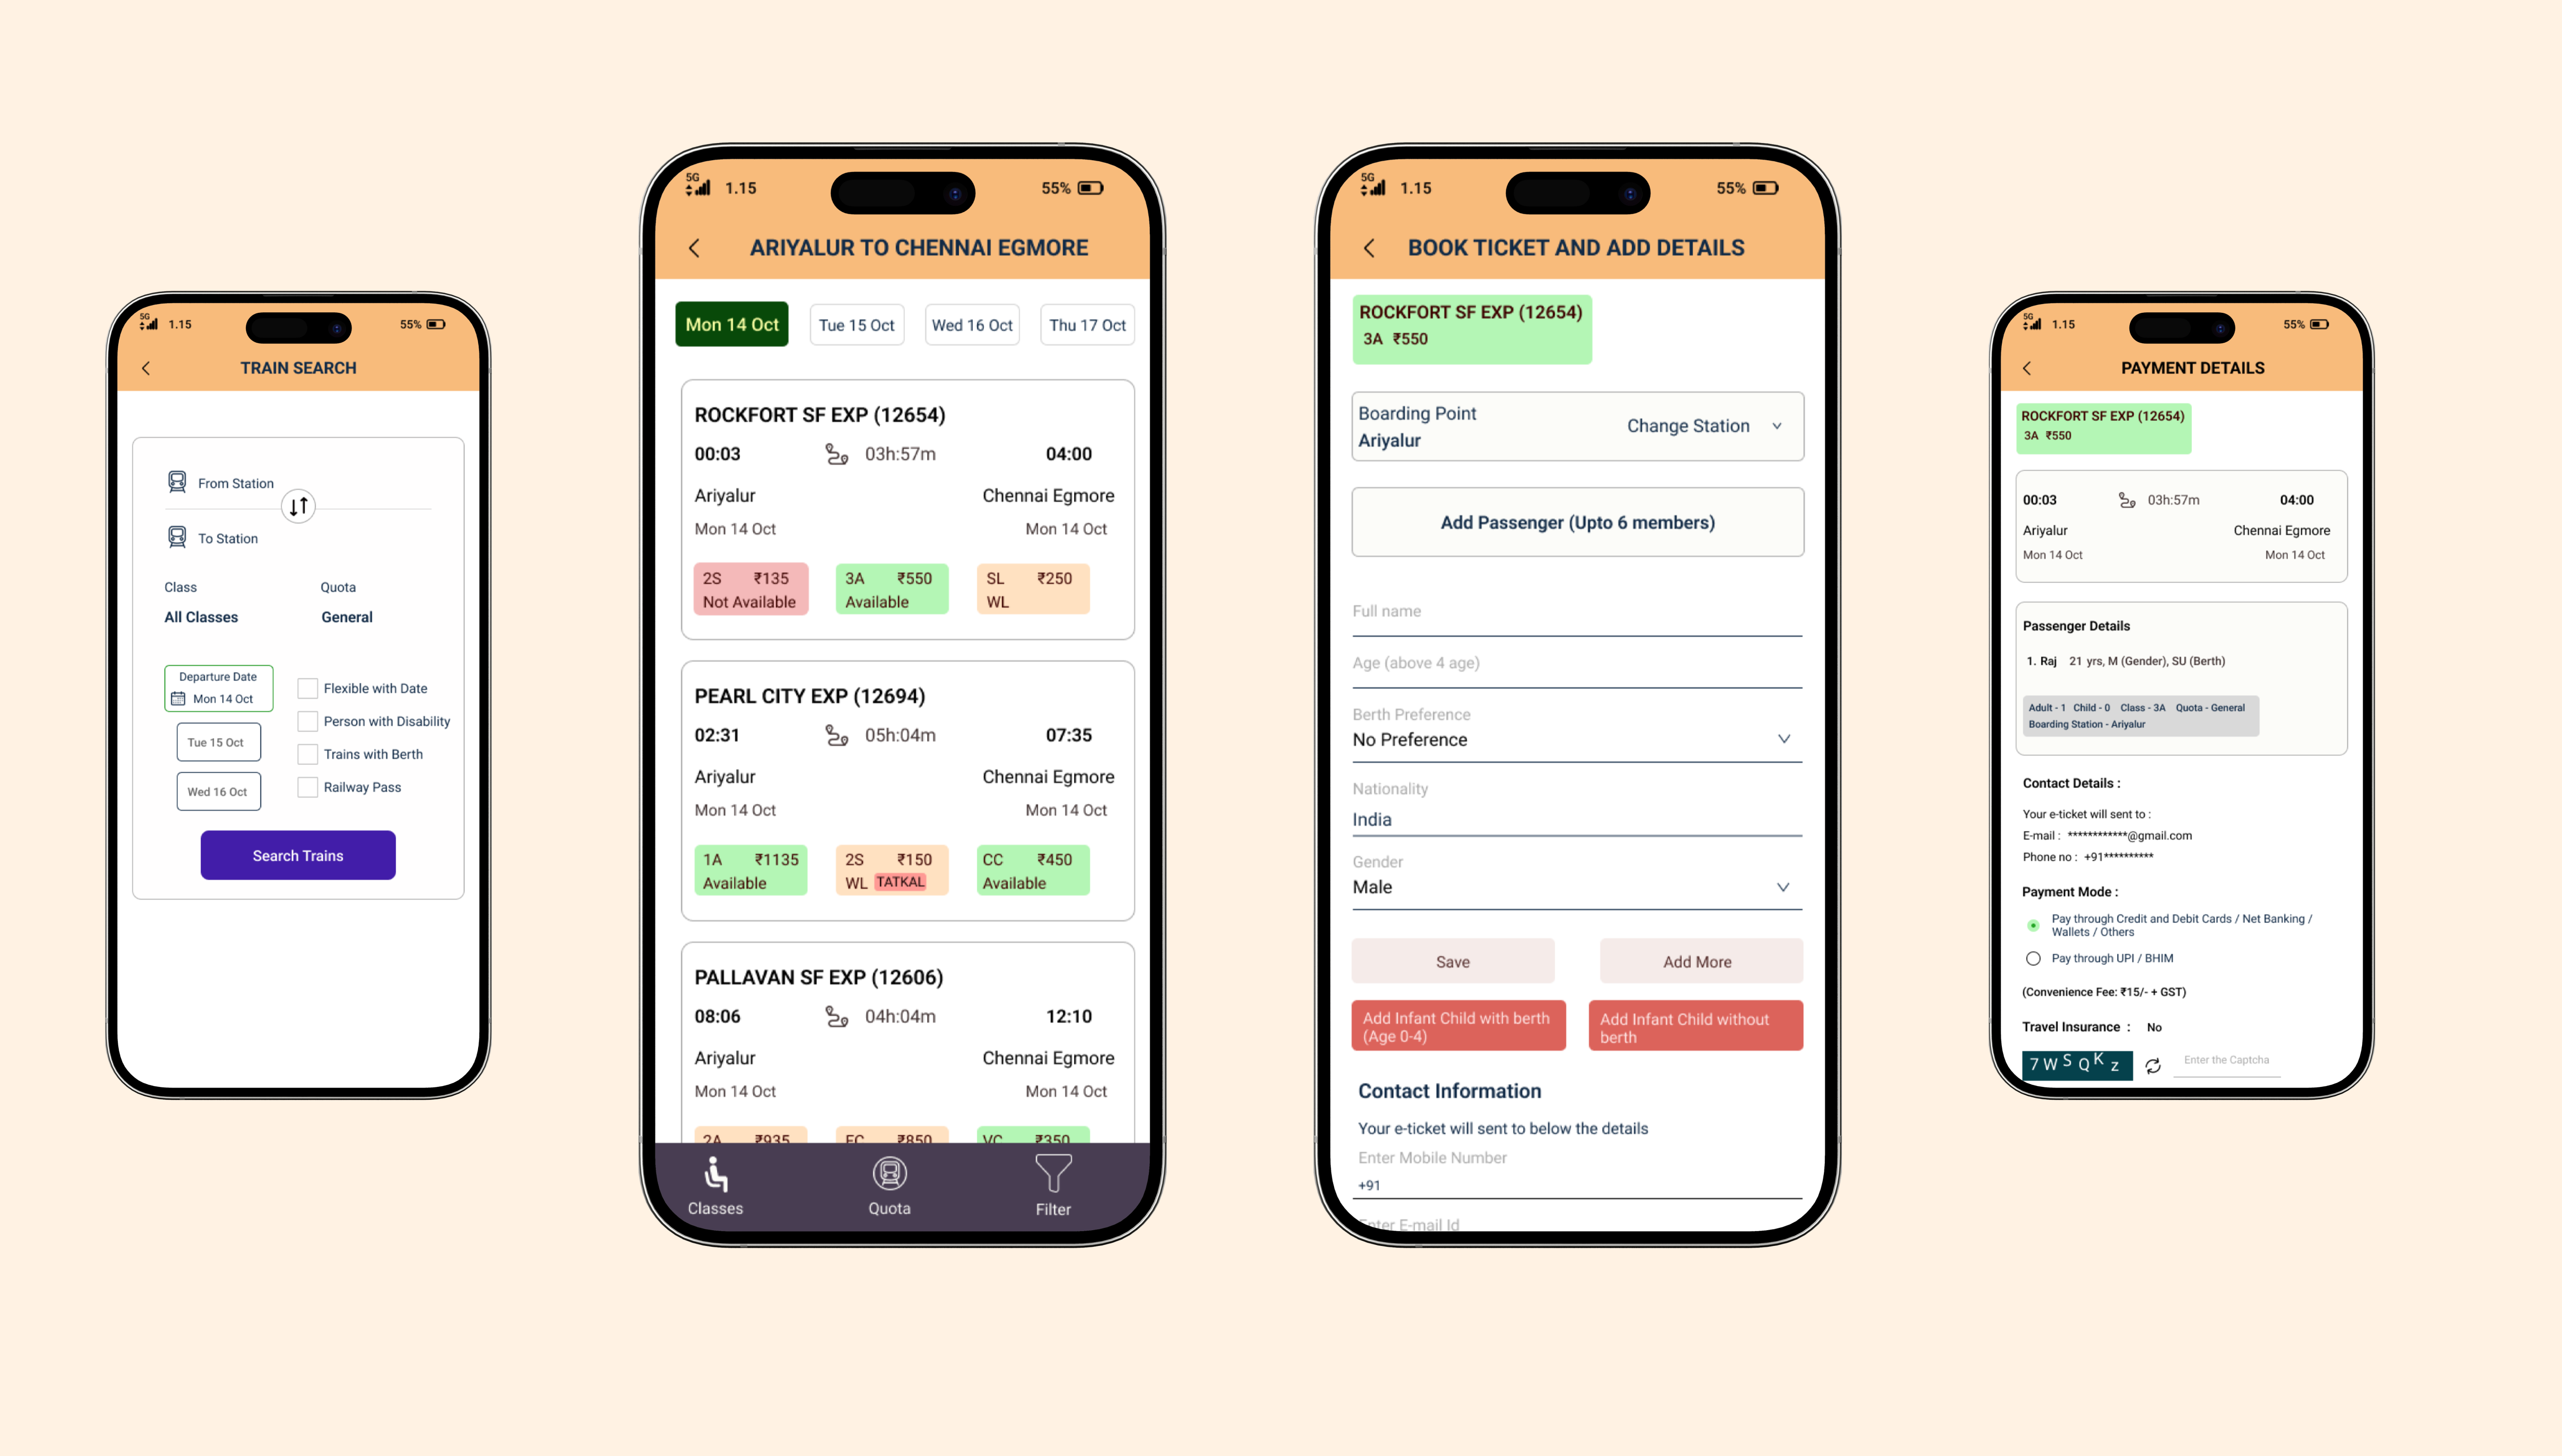 5G
1.15
55%
TRAIN SEARCH
From Station
To Station
Class Quota
All Classes General
Departure Date
Mon 14 Oct
Tue 15 Oct
Wed 16 Oct
Flexible with Date
Person with Disability
Trains with Berth
Railway Pass
Search Trains
5G
1.15
55%
ARIYALUR TO CHENNAI EGMORE
Mon 14 Oct Tue 15 Oct Wed 16 Oct Thu 17 Oct
ROCKFORT SF EXP (12654)
00:03 03h:57m 04:00
Ariyalur Chennai Egmore
Mon 14 Oct Mon 14 Oct
2S ₹135 3A ₹550 SL ₹250
Not Available Available WL
PEARL CITY EXP (12694)
02:31 05h:04m 07:35
Ariyalur Chennai Egmore
Mon 14 Oct Mon 14 Oct
1A ₹1135 2S ₹150 CC ₹450
Available WL TATKAL Available
PALLAVAN SF EXP (12606)
08:06 04h:04m 12:10
Ariyalur Chennai Egmore
Mon 14 Oct Mon 14 Oct
2A ₹935 EC ₹850 VC ₹350
Classes Quota Filter
5G
1.15
55%
BOOK TICKET AND ADD DETAILS
ROCKFORT SF EXP (12654)
3A ₹550
Boarding Point
Ariyalur
Change Station
Add Passenger (Upto 6 members)
Full name
Age (above 4 age)
Berth Preference
No Preference
Nationality
India
Gender
Male
Save Add More
Add Infant Child with berth
(Age 0-4)
Add Infant Child without
berth
Contact Information
Your e-ticket will sent to below the details
Enter Mobile Number
+91
Enter E-mail Id
5G
1.15
55%
PAYMENT DETAILS
ROCKFORT SF EXP (12654)
3A ₹550
00:03 03h:57m 04:00
Ariyalur Chennai Egmore
Mon 14 Oct Mon 14 Oct
Passenger Details
1. Raj 21 yrs, M (Gender), SU (Berth)
Adult - 1 Child - 0 Class - 3A Quota - General
Boarding Station - Ariyalur
Contact Details :
Your e-ticket will sent to :
E-mail : ************@gmail.com
Phone no : +91**********
Payment Mode :
Pay through Credit and Debit Cards / Net Banking /
Wallets / Others
Pay through UPI / BHIM
(Convenience Fee: ₹15/- + GST)
Travel Insurance : No
7 W S Q K z
Enter the Captcha